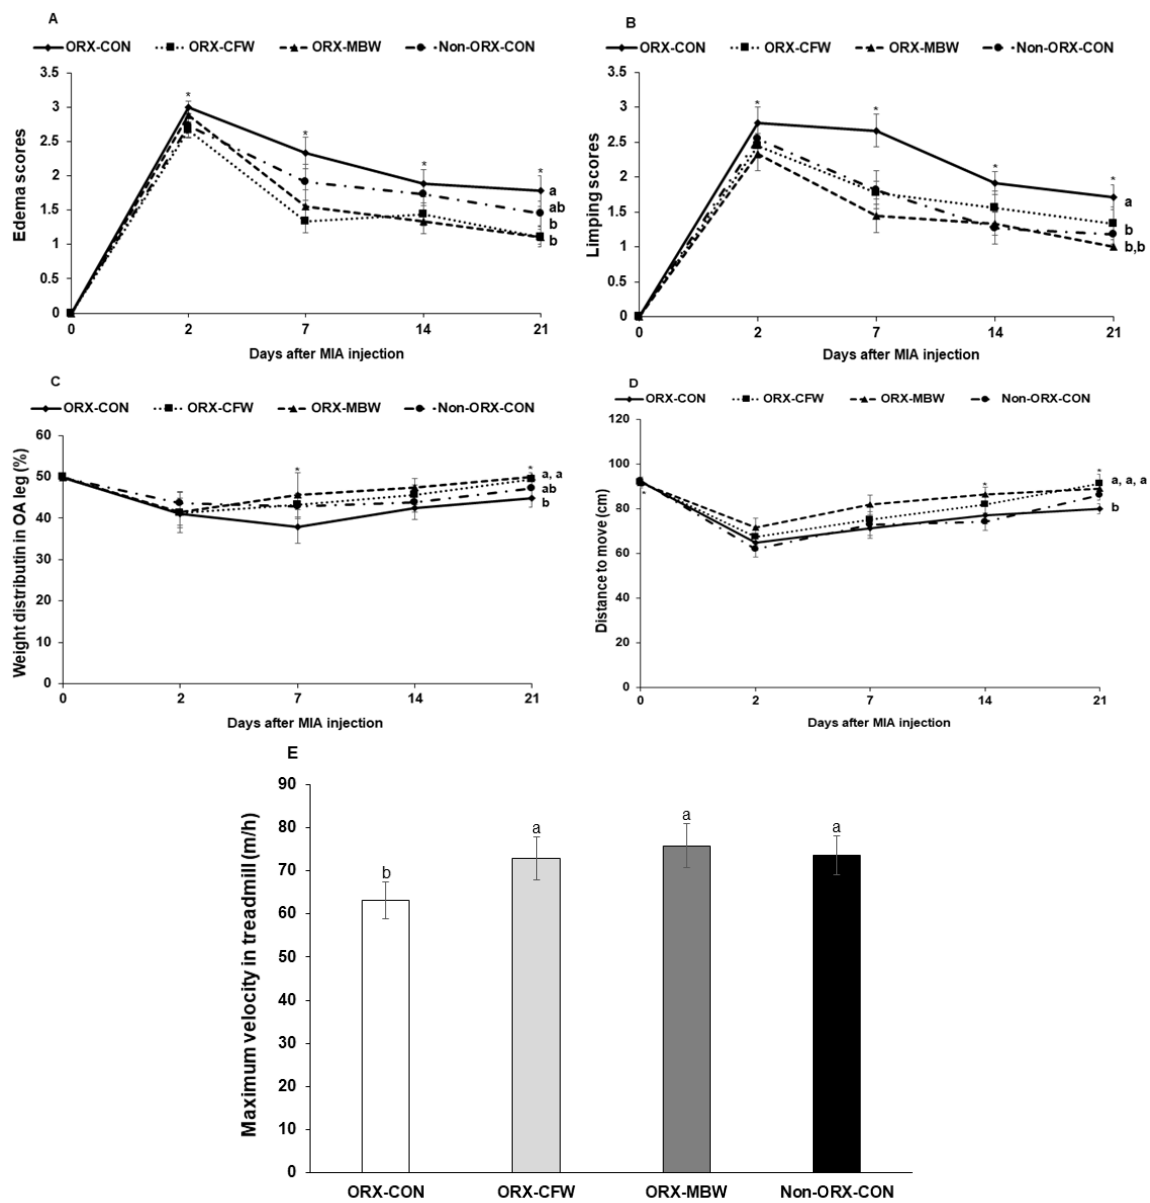 A
ORX-CON ORX-CFW ORX-MBW Non-ORX-CON
3.5
3
2.5
2
1.5
1
0.5
0
Edema scores
* * * *
a
ab
b
b
0 2 7 14 21
Days after MIA injection
B
ORX-CON ORX-CFW ORX-MBW Non-ORX-CON
3.5
3
2.5
2
1.5
1
0.5
0
Limping scores
* * * *
a
b
b,b
0 2 7 14 21
Days after MIA injection
C
ORX-CON ORX-CFW ORX-MBW Non-ORX-CON
60
50
40
30
20
10
0
Weight distributin in OA leg (%)
* *
a, a
ab
b
0 2 7 14 21
Days after MIA injection
D
ORX-CON ORX-CFW ORX-MBW Non-ORX-CON
120
100
80
60
40
20
0
Distance to move (cm)
* * *
a, a, a
b
0 2 7 14 21
Days after MIA injection
E
90
80
70
60
50
40
30
20
10
0
Maximum velocity in treadmill (m/h)
b a a a
ORX-CON ORX-CFW ORX-MBW Non-ORX-CON